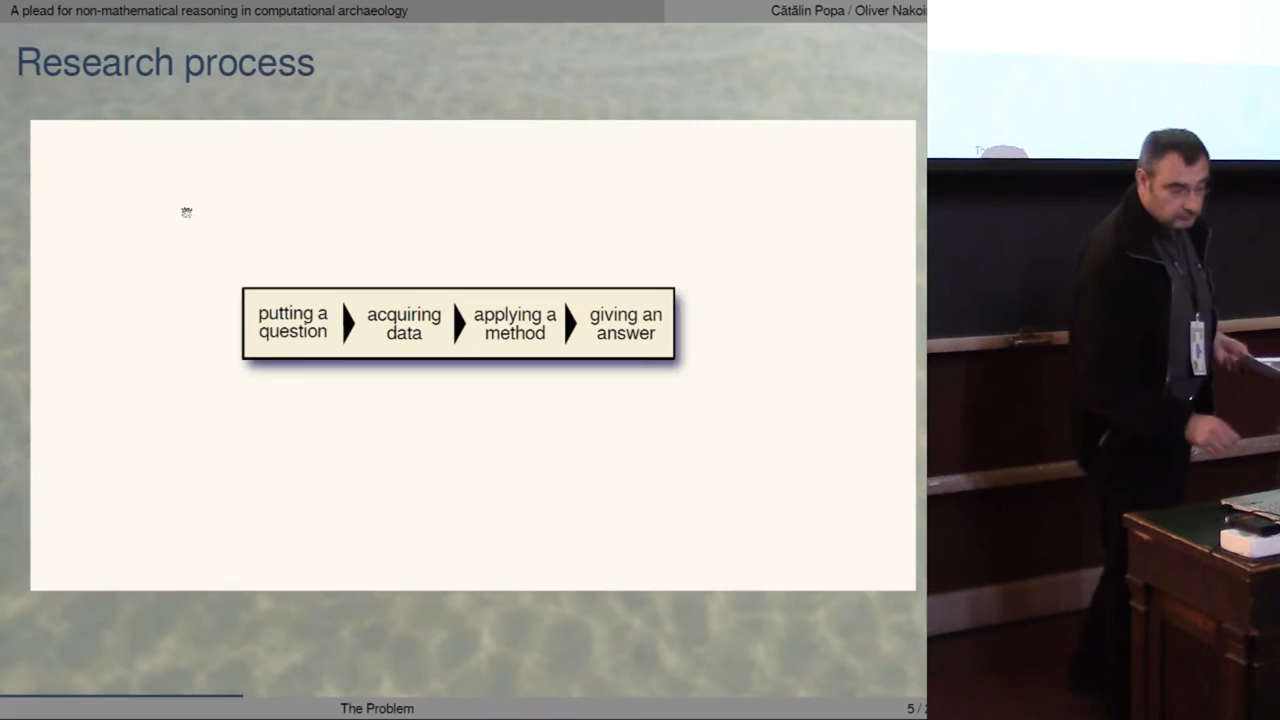 A plead for non-mathematical reasoning in computational archaeology
Cătălin Popa / Oliver Nakoi
Research process
putting a question
acquiring data
applying a method
giving an answer
The Problem
5 /